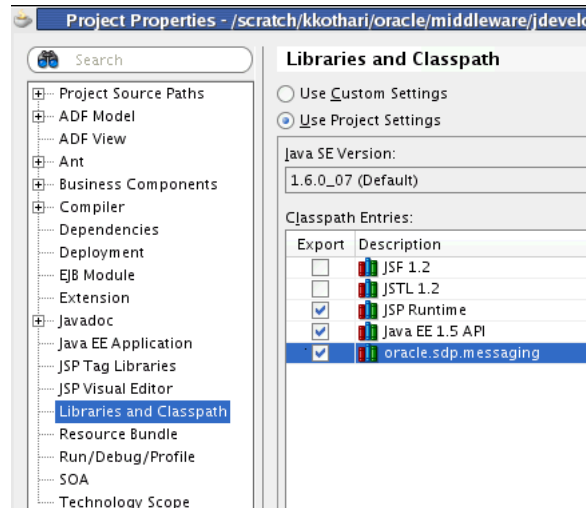 Project Properties - /scratch/kkothari/oracle/middleware/jdevelo
Search
Project Source Paths
ADF Model
ADF View
Ant
Business Components
Compiler
Dependencies
Deployment
EJB Module
Extension
Javadoc
Java EE Application
JSP Tag Libraries
JSP Visual Editor
Libraries and Classpath
Resource Bundle
Run/Debug/Profile
SOA
Technology Scope
Libraries and Classpath
Use Custom Settings
Use Project Settings
Java SE Version:
1.6.0_07 (Default)
Classpath Entries:
Export Description
JSF 1.2
JSTL 1.2
JSP Runtime
Java EE 1.5 API
oracle.sdp.messaging